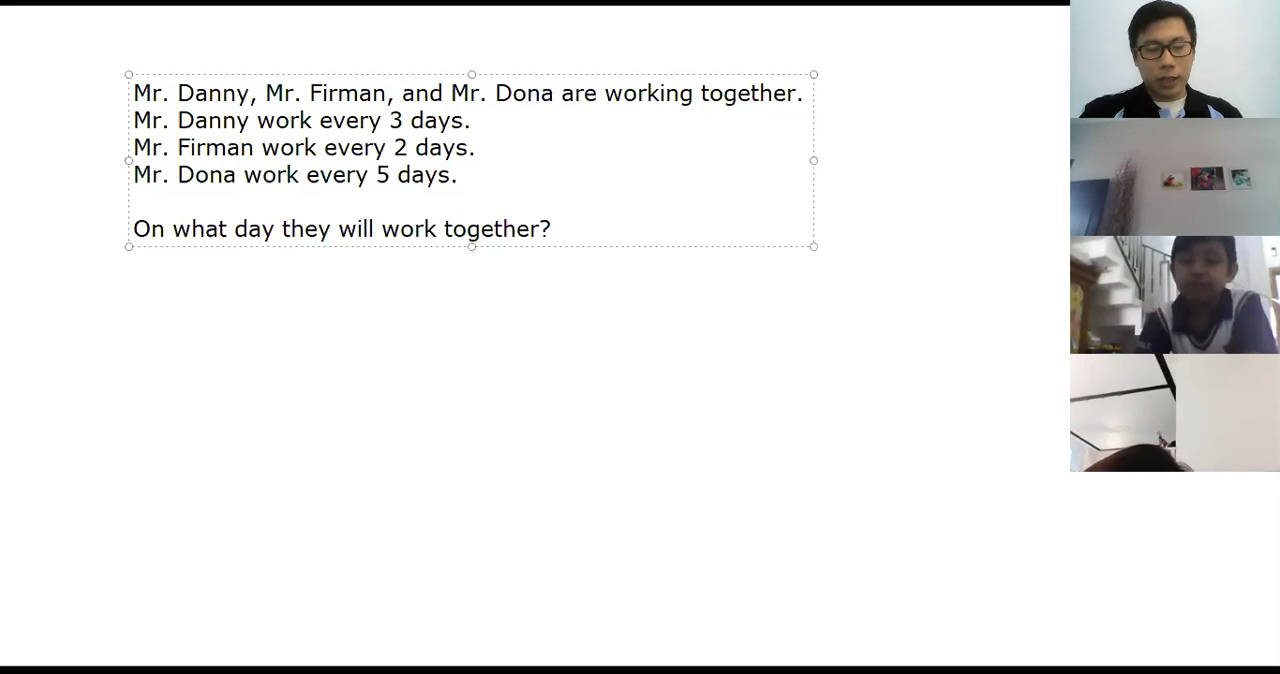 Mr. Danny, Mr. Firman, and Mr. Dona are working together.
Mr. Danny work every 3 days.
Mr. Firman work every 2 days.
Mr. Dona work every 5 days.
On what day they will work together?